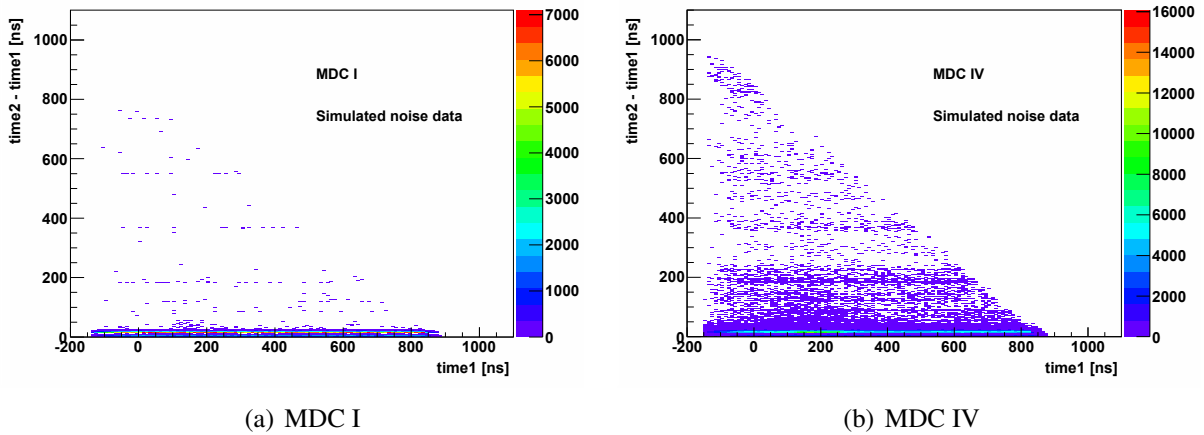 time2 - time1 [ns]
1000
800
600
400
200
0
-200 0 200 400 600 800 1000
time1 [ns]
MDC I
Simulated noise data
7000
6000
5000
4000
3000
2000
1000
0
(a) MDC I
time2 - time1 [ns]
1000
800
600
400
200
0
-200 0 200 400 600 800 1000
time1 [ns]
MDC IV
Simulated noise data
16000
14000
12000
10000
8000
6000
4000
2000
0
(b) MDC IV